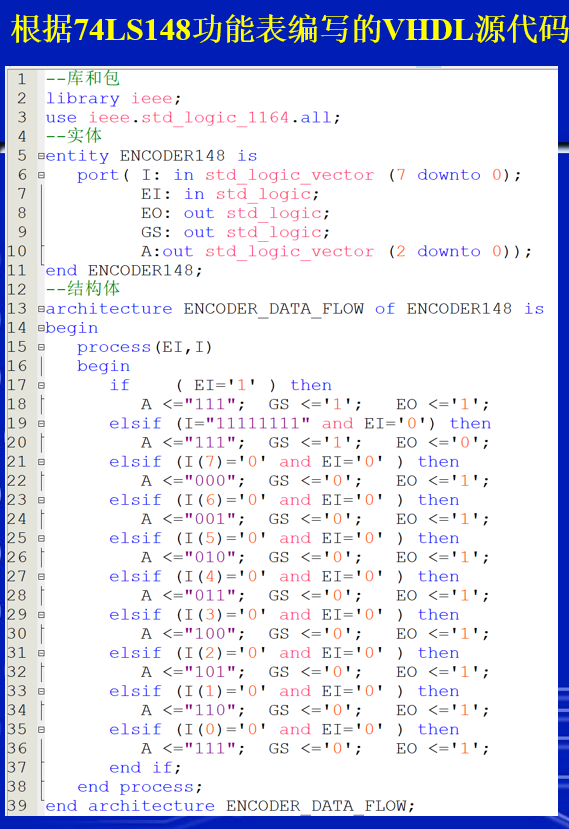 根据74LS148功能表编写的VHDL源代码
1 --库和包
2 library ieee;
3 use ieee.std_logic_1164.all;
4 --实体
5 entity ENCODER148 is
6 port( I: in std_logic_vector (7 downto 0);
7 EI: in std_logic;
8 EO: out std_logic;
9 GS: out std_logic;
10 A:out std_logic_vector (2 downto 0));
11 end ENCODER148;
12 --结构体
13 architecture ENCODER_DATA_FLOW of ENCODER148 is
14 begin
15 process(EI,I)
16 begin
17 if ( EI='1' ) then
18 A <="111"; GS <='1'; EO <='1';
19 elsif (I="11111111" and EI='0') then
20 A <="111"; GS <='1'; EO <='0';
21 elsif (I(7)='0' and EI='0' ) then
22 A <="000"; GS <='0'; EO <='1';
23 elsif (I(6)='0' and EI='0' ) then
24 A <="001"; GS <='0'; EO <='1';
25 elsif (I(5)='0' and EI='0' ) then
26 A <="010"; GS <='0'; EO <='1';
27 elsif (I(4)='0' and EI='0' ) then
28 A <="011"; GS <='0'; EO <='1';
29 elsif (I(3)='0' and EI='0' ) then
30 A <="100"; GS <='0'; EO <='1';
31 elsif (I(2)='0' and EI='0' ) then
32 A <="101"; GS <='0'; EO <='1';
33 elsif (I(1)='0' and EI='0' ) then
34 A <="110"; GS <='0'; EO <='1';
35 elsif (I(0)='0' and EI='0' ) then
36 A <="111"; GS <='0'; EO <='1';
37 end if;
38 end process;
39 end architecture ENCODER_DATA_FLOW;